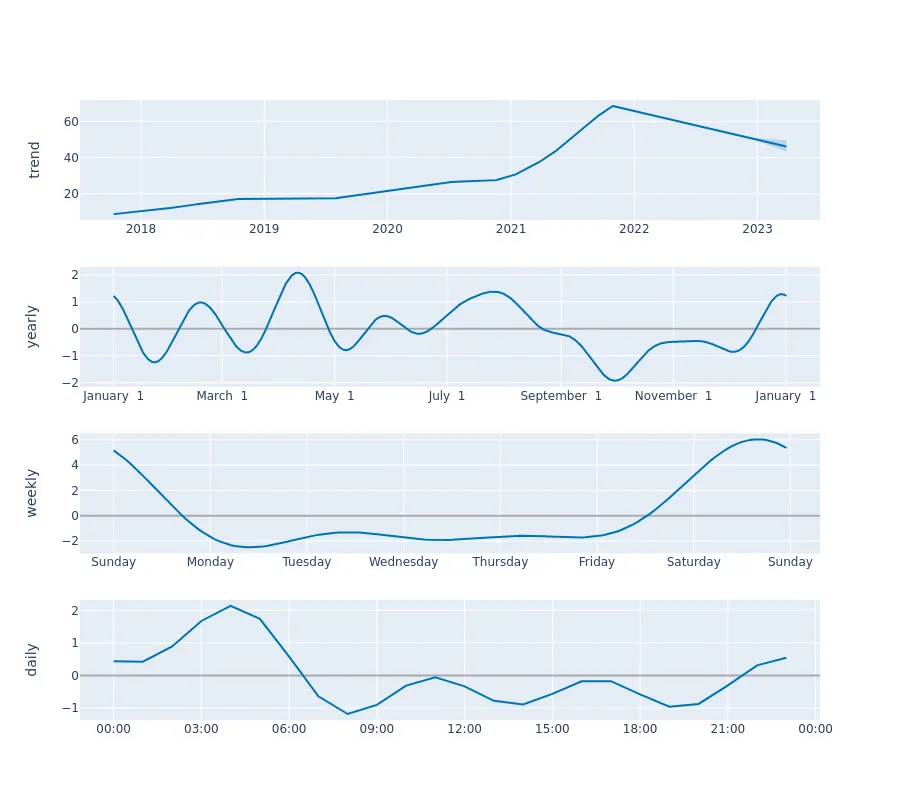 trend
60
40
20
2018 2019 2020 2021 2022 2023
yearly
2
1
0
−1
−2
January 1 March 1 May 1 July 1 September 1 November 1 January 1
weekly
6
4
2
0
−2
Sunday Monday Tuesday Wednesday Thursday Friday Saturday Sunday
daily
2
1
0
−1
00:00 03:00 06:00 09:00 12:00 15:00 18:00 21:00 00:00